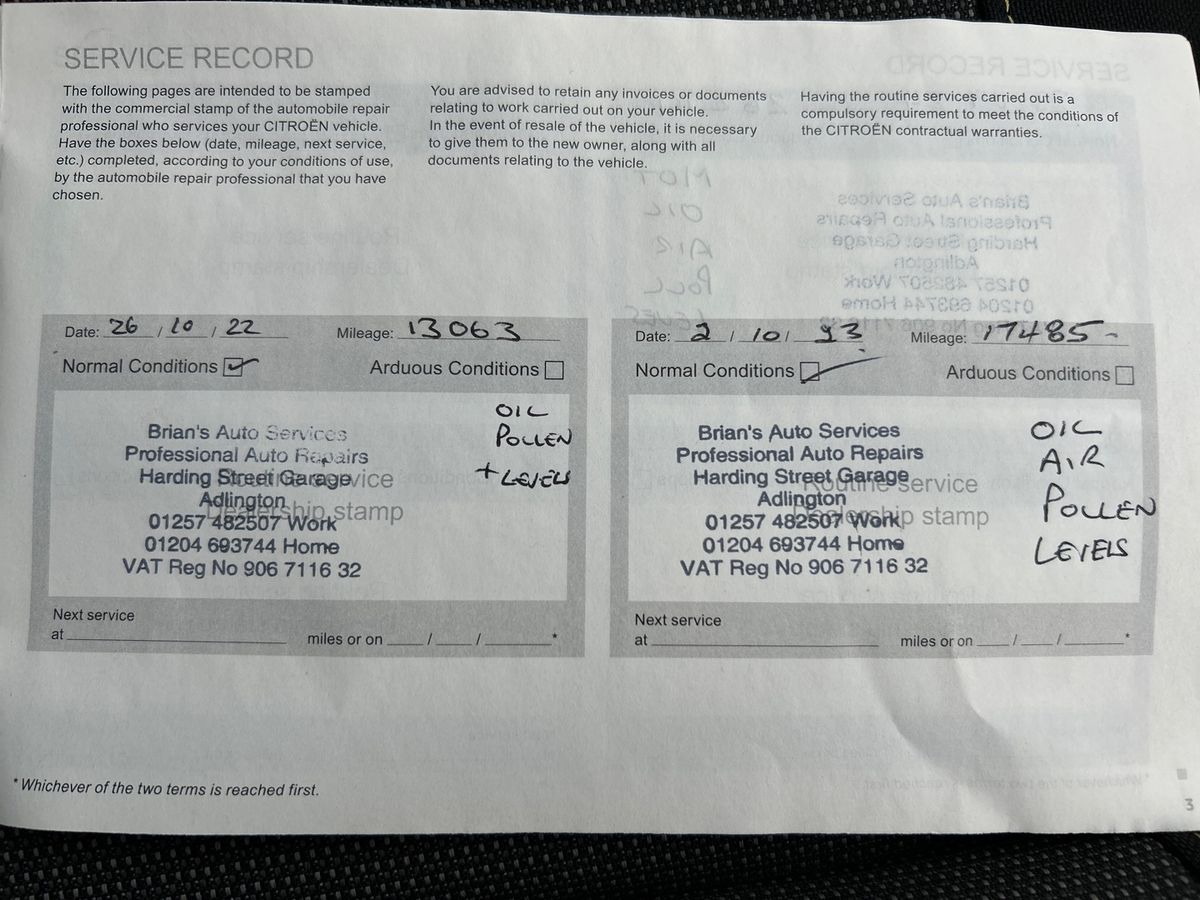 SERVICE RECORD
The following pages are intended to be stamped
with the commercial stamp of the automobile repair
professional who services your CITROËN vehicle.
Have the boxes below (date, mileage, next service,
etc.) completed, according to your conditions of use,
by the automobile repair professional that you have
chosen.
You are advised to retain any invoices or documents
relating to work carried out on your vehicle.
In the event of resale of the vehicle, it is necessary
to give them to the new owner, along with all
documents relating to the vehicle.
Having the routine services carried out is a
compulsory requirement to meet the conditions of
the CITROËN contractual warranties.
Date: 26 / 10 / 22 Mileage: 13063
Normal Conditions Arduous Conditions
OIL
POLLEN
+ LEVELS
Brian's Auto Services
Professional Auto Repairs
Harding Street Garage
Adlington
01257 482507 Work
01204 693744 Home
VAT Reg No 906 7116 32
Routine service
Dealership stamp
Next service
at miles or on / / *
Date: 2 / 10 / Mileage: 17485
Normal Conditions Arduous Conditions
Brian's Auto Services
Professional Auto Repairs
Harding Street Garage
Adlington
01257 482507 Work
01204 693744 Home
VAT Reg No 906 7116 32
Routine service
Dealership stamp
OIL
AIR
POLLEN
LEVELS
Next service
at miles or on / / *
* Whichever of the two terms is reached first.
3